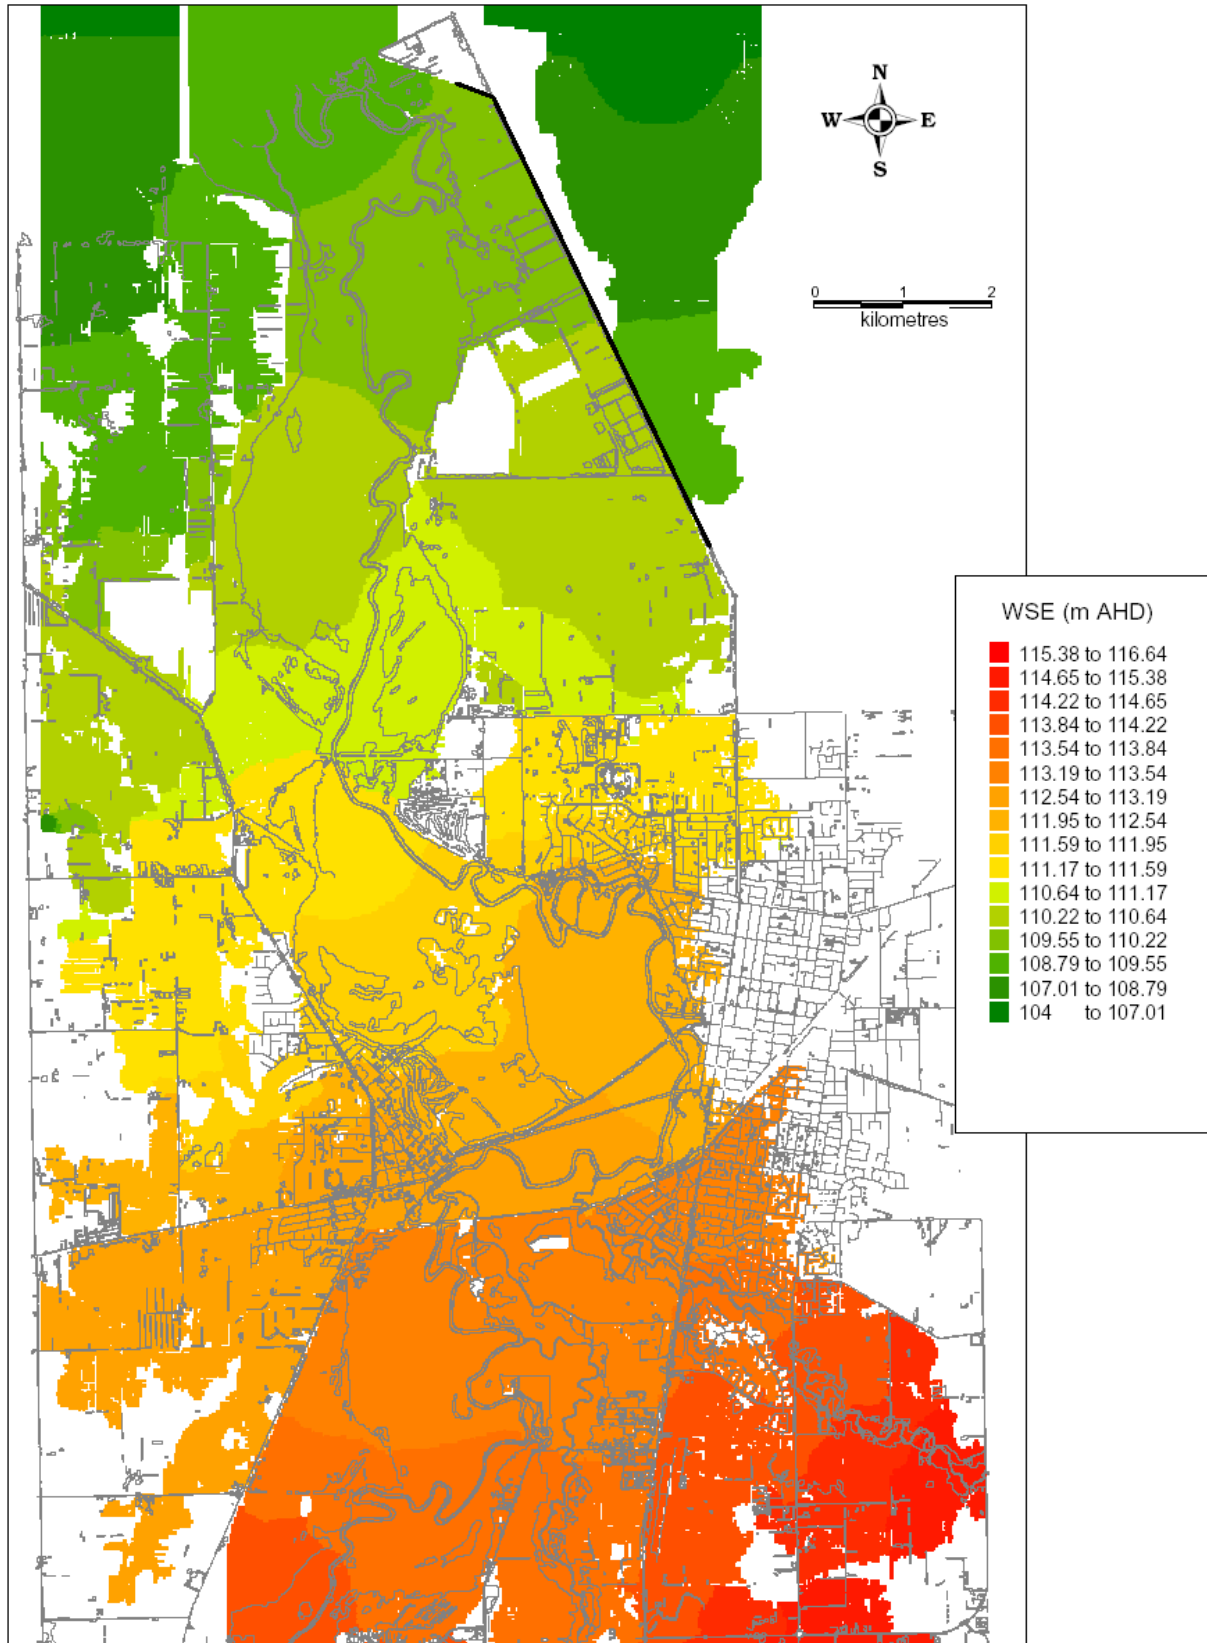 N
W E
S
0 1 2
kilometres
WSE (m AHD)
115.38 to 116.64
114.65 to 115.38
114.22 to 114.65
113.84 to 114.22
113.54 to 113.84
113.19 to 113.54
112.54 to 113.19
111.95 to 112.54
111.59 to 111.95
111.17 to 111.59
110.64 to 111.17
110.22 to 110.64
109.55 to 110.22
108.79 to 109.55
107.01 to 108.79
104 to 107.01